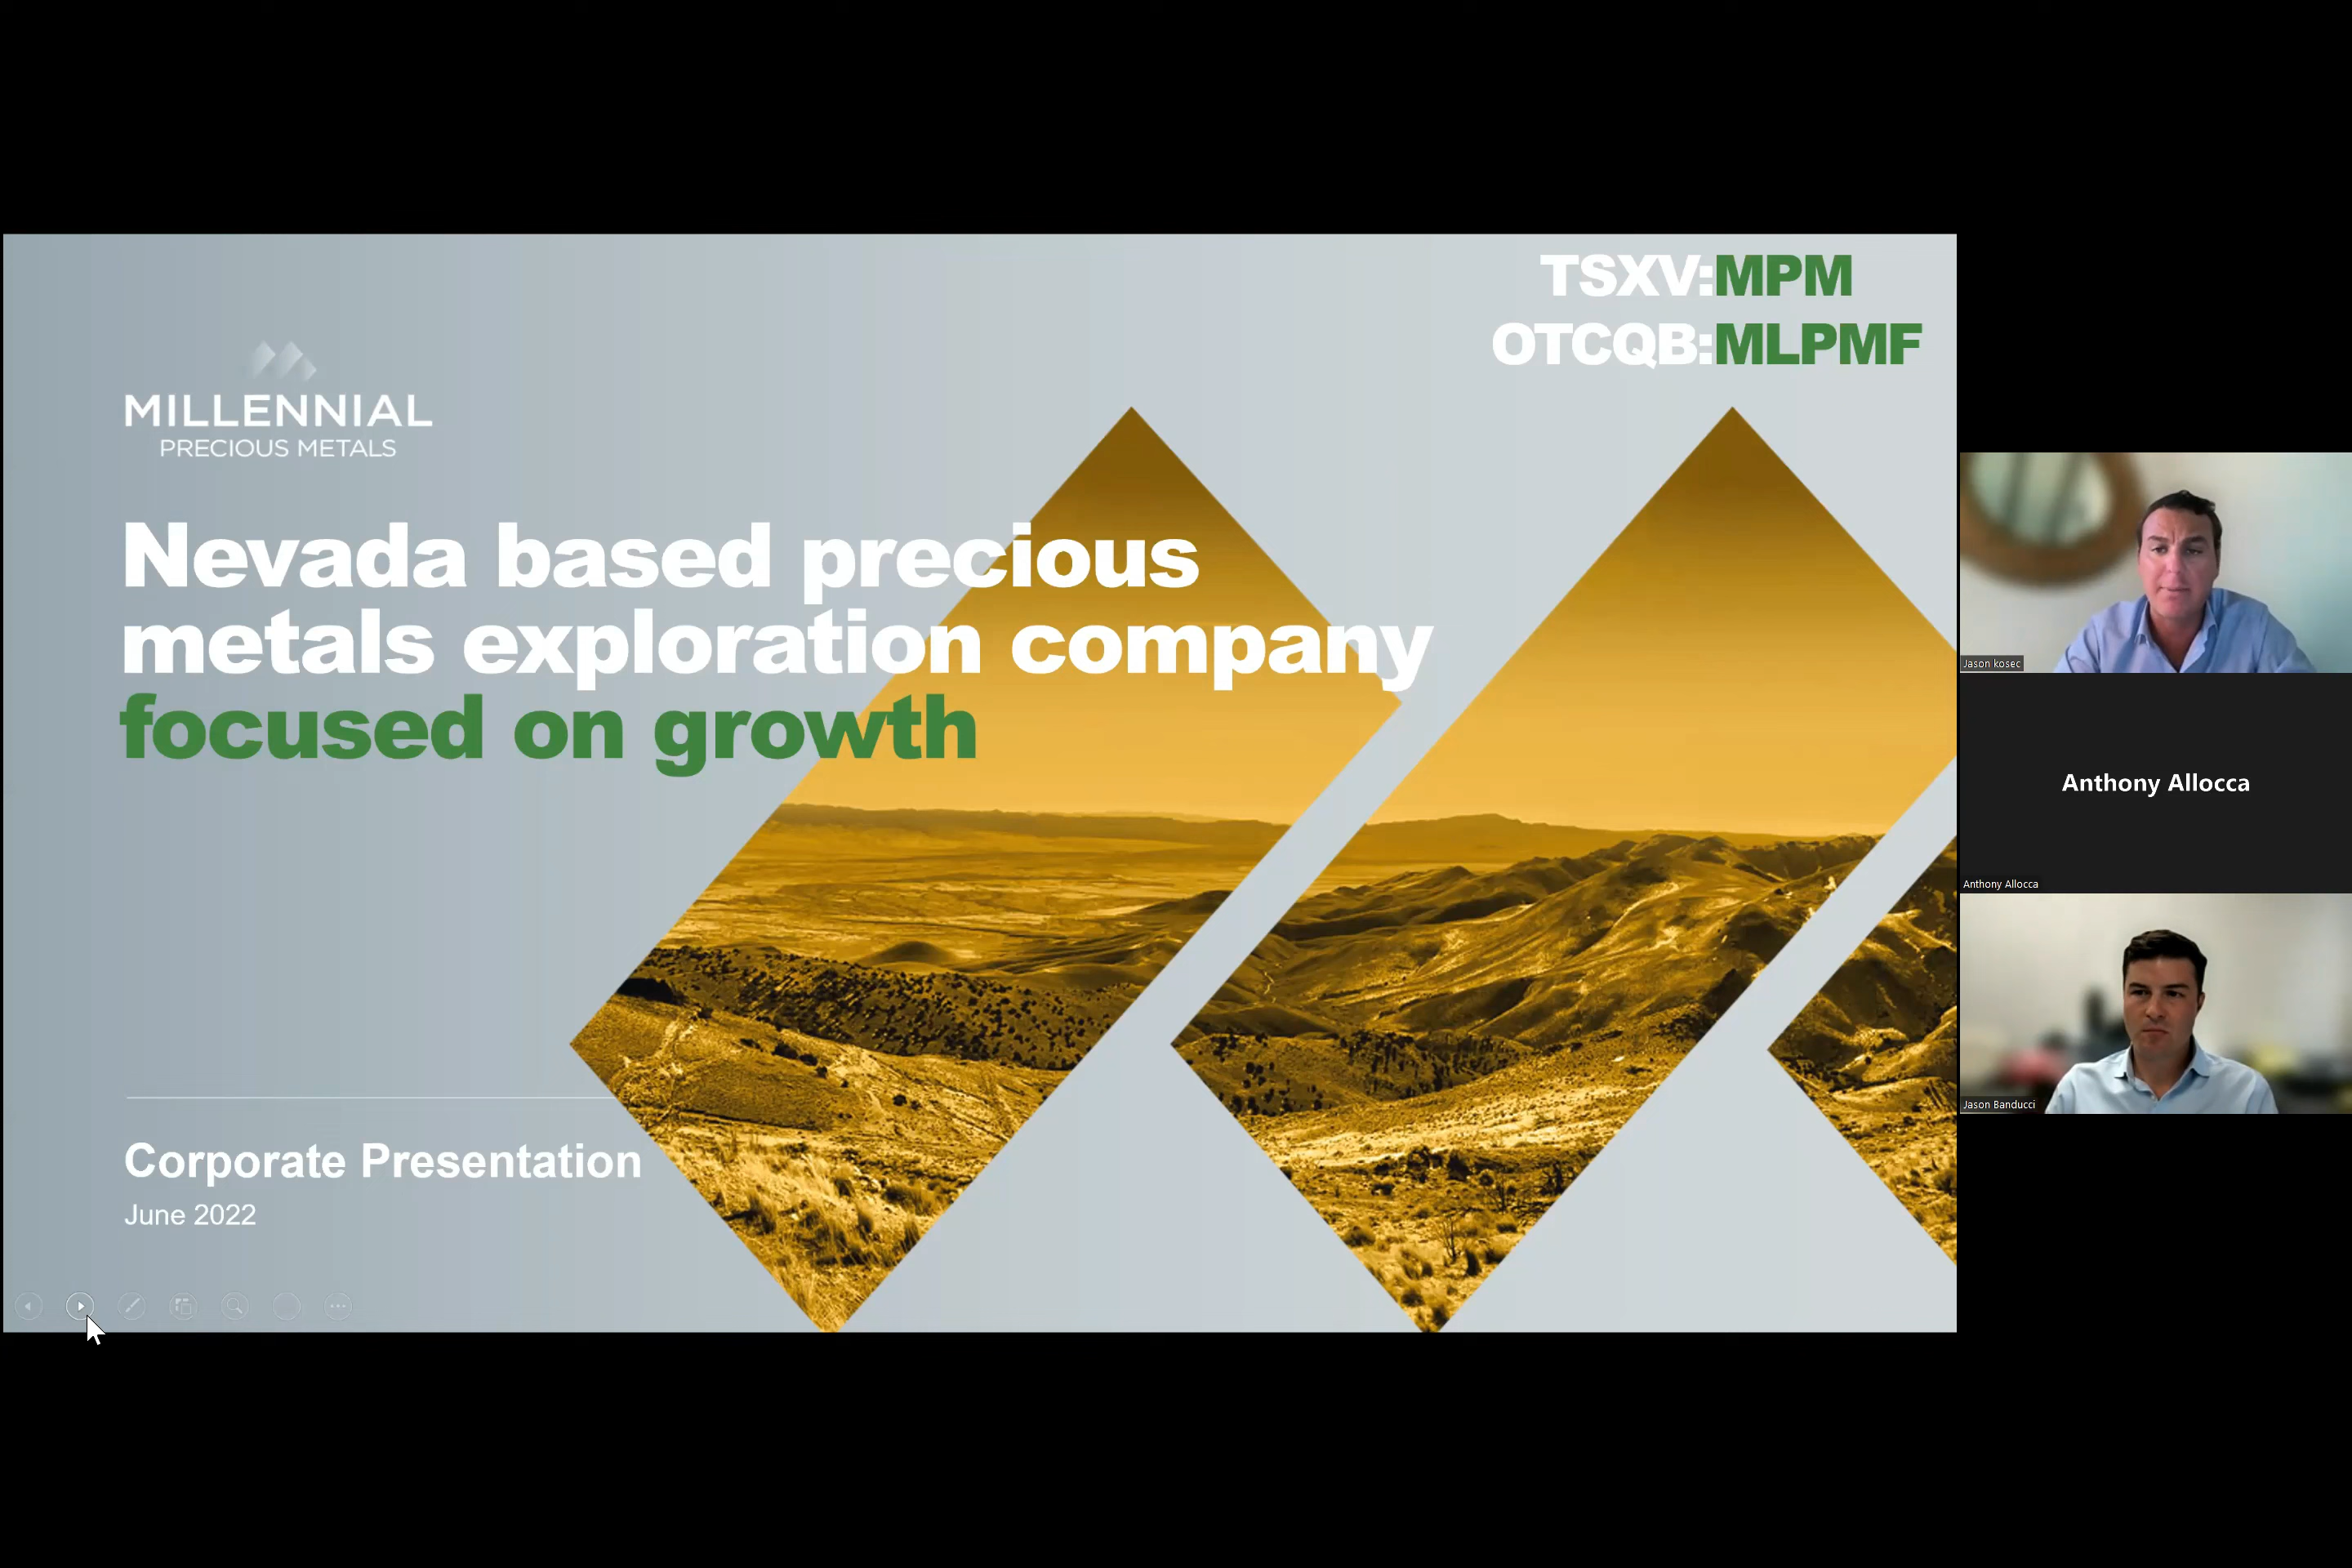 TSXV:MPM
OTCQB:MLPMF
MILLENNIAL
PRECIOUS METALS
Nevada based precious
metals exploration company
focused on growth
Corporate Presentation
June 2022
Jason kosec
Anthony Allocca
Anthony Allocca
Jason Banducci